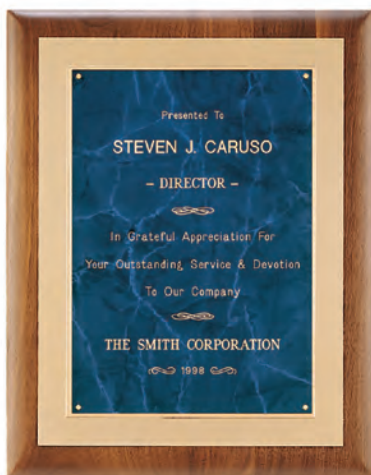 Presented To
STEVEN J. CARUSO
– DIRECTOR –
In Grateful Appreciation For
Your Outstanding Service & Devotion
To Our Company
THE SMITH CORPORATION
1998